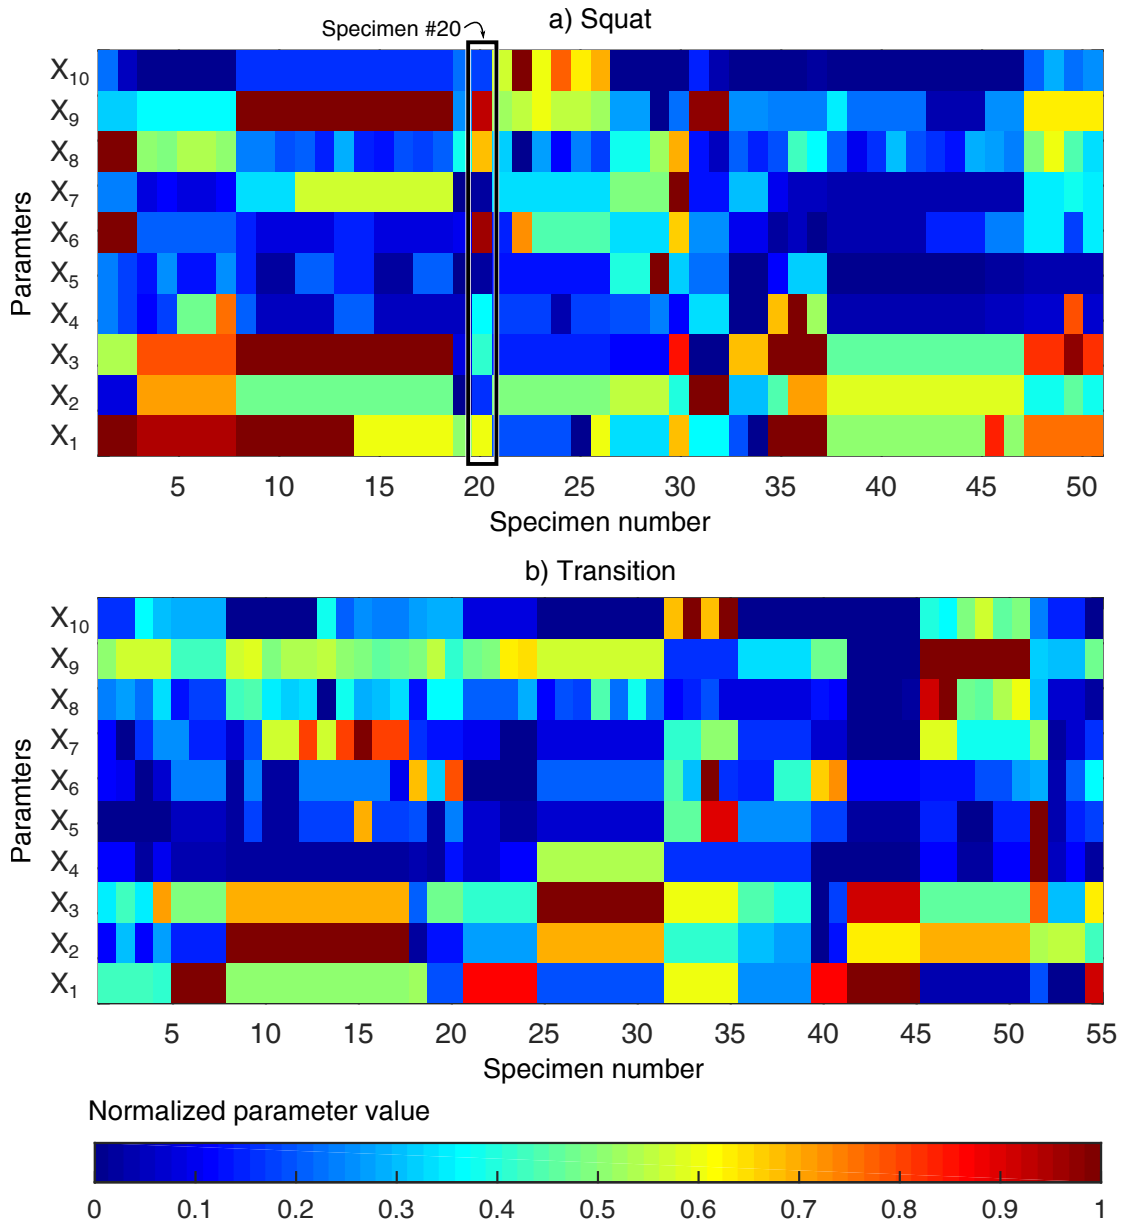 Specimen #20
a) Squat
X10
X9
X8
X7
X6
X5
X4
X3
X2
X1
Paramters
5 10 15 20 25 30 35 40 45 50
Specimen number
b) Transition
X10
X9
X8
X7
X6
X5
X4
X3
X2
X1
Paramters
5 10 15 20 25 30 35 40 45 50 55
Specimen number
Normalized parameter value
0 0.1 0.2 0.3 0.4 0.5 0.6 0.7 0.8 0.9 1